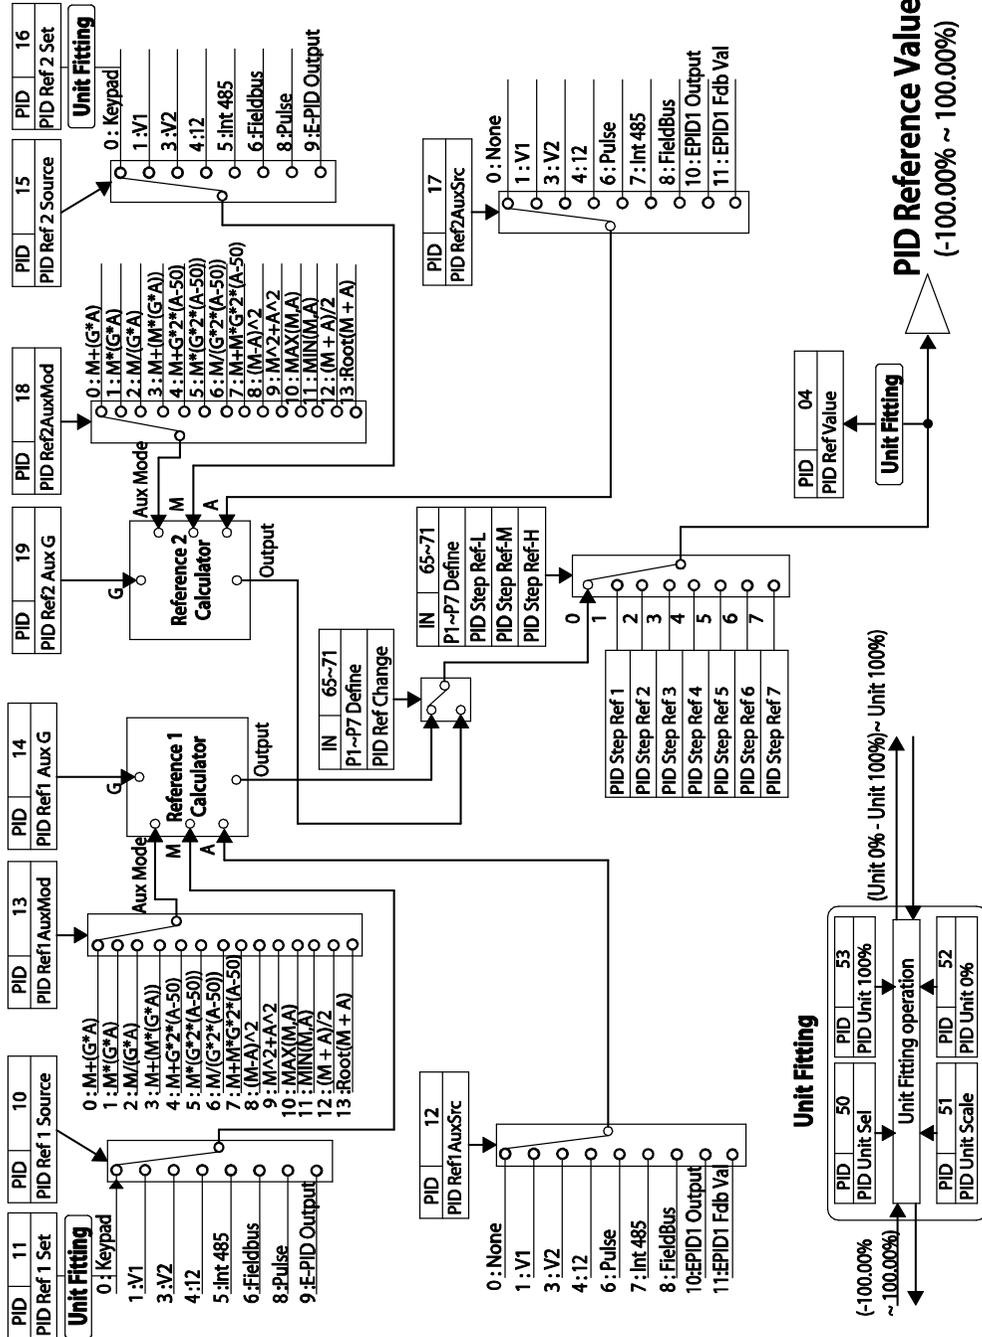 PID 11
PID Ref 1 Set
Unit Fitting
PID 10
PID Ref 1 Source
0 : Keypad
1 :V1
3 :V2
4 :12
5 :Int 485
6 :Fieldbus
8 :Pulse
9 :E-PID Output
PID 13
PID Ref1AuxMod
0 : M+(G*A)
1 : M*(G*A)
2 : M/(G*A)
3 : M+(M*(G*A))
4 : M+G*2*(A-50)
5 : M*(G*2*(A-50))
6 : M/(G*2*(A-50))
7 : M+M*G*2*(A-50)
8 : (M-A)^2
9 : M^2+A^2
10 : MAX(M,A)
11 : MIN(M,A)
12 : (M + A)/2
13 :Root(M + A)
PID 14
PID Ref1 Aux G
G
Aux Mode
M
A
Reference 1
Calculator
Output
PID 12
PID Ref1AuxSrc
0 : None
1 : V1
3 : V2
4 : 12
6 : Pulse
7 : Int 485
8 : FieldBus
10:EPID1 Output
11:EPID1 Fdb Val
PID 19
PID Ref2 Aux G
G
Aux Mode
M
A
Reference 2
Calculator
Output
PID 18
PID Ref2AuxMod
0 : M+(G*A)
1 : M*(G*A)
2 : M/(G*A)
3 : M+(M*(G*A))
4 : M+G*2*(A-50)
5 : M*(G*2*(A-50))
6 : M/(G*2*(A-50))
7 : M+M*G*2*(A-50)
8 : (M-A)^2
9 : M^2+A^2
10 : MAX(M,A)
11 : MIN(M,A)
12 : (M + A)/2
13 :Root(M + A)
PID 15
PID Ref 2 Source
PID 16
PID Ref 2 Set
Unit Fitting
0 : Keypad
1 :V1
3 :V2
4 :12
5 :Int 485
6 :Fieldbus
8 :Pulse
9 :E-PID Output
PID 17
PID Ref2AuxSrc
0 : None
1 : V1
3 : V2
4 : 12
6 : Pulse
7 : Int 485
8 : FieldBus
10 : EPID1 Output
11 : EPID1 Fdb Val
IN 65~71
P1~P7 Define
PID Ref Change
IN 65~71
P1~P7 Define
PID Step Ref-L
PID Step Ref-M
PID Step Ref-H
0
1
2
3
4
5
6
7
PID Step Ref 1
PID Step Ref 2
PID Step Ref 3
PID Step Ref 4
PID Step Ref 5
PID Step Ref 6
PID Step Ref 7
PID 04
PID Ref Value
Unit Fitting
PID Reference Value
(-100.00% ~ 100.00%)
Unit Fitting
PID 50
PID Unit Sel
PID 53
PID Unit 100%
Unit Fitting operation
PID 51
PID Unit Scale
PID 52
PID Unit 0%
(-100.00%
~ 100.00%)
(Unit 0% - Unit 100%)~ Unit 100%)